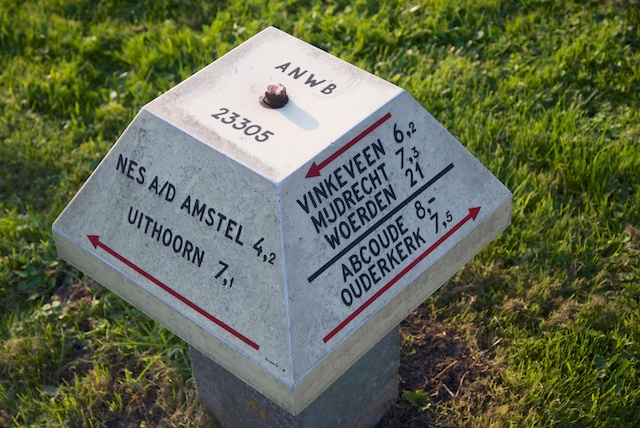 ANWB
23305
NES A/D AMSTEL 4,2
UITHOORN 7,1
VINKEVEEN 6,2
MIJDRECHT 7,3
WOERDEN 21
ABCOUDE 8,-
OUDERKERK 7,5